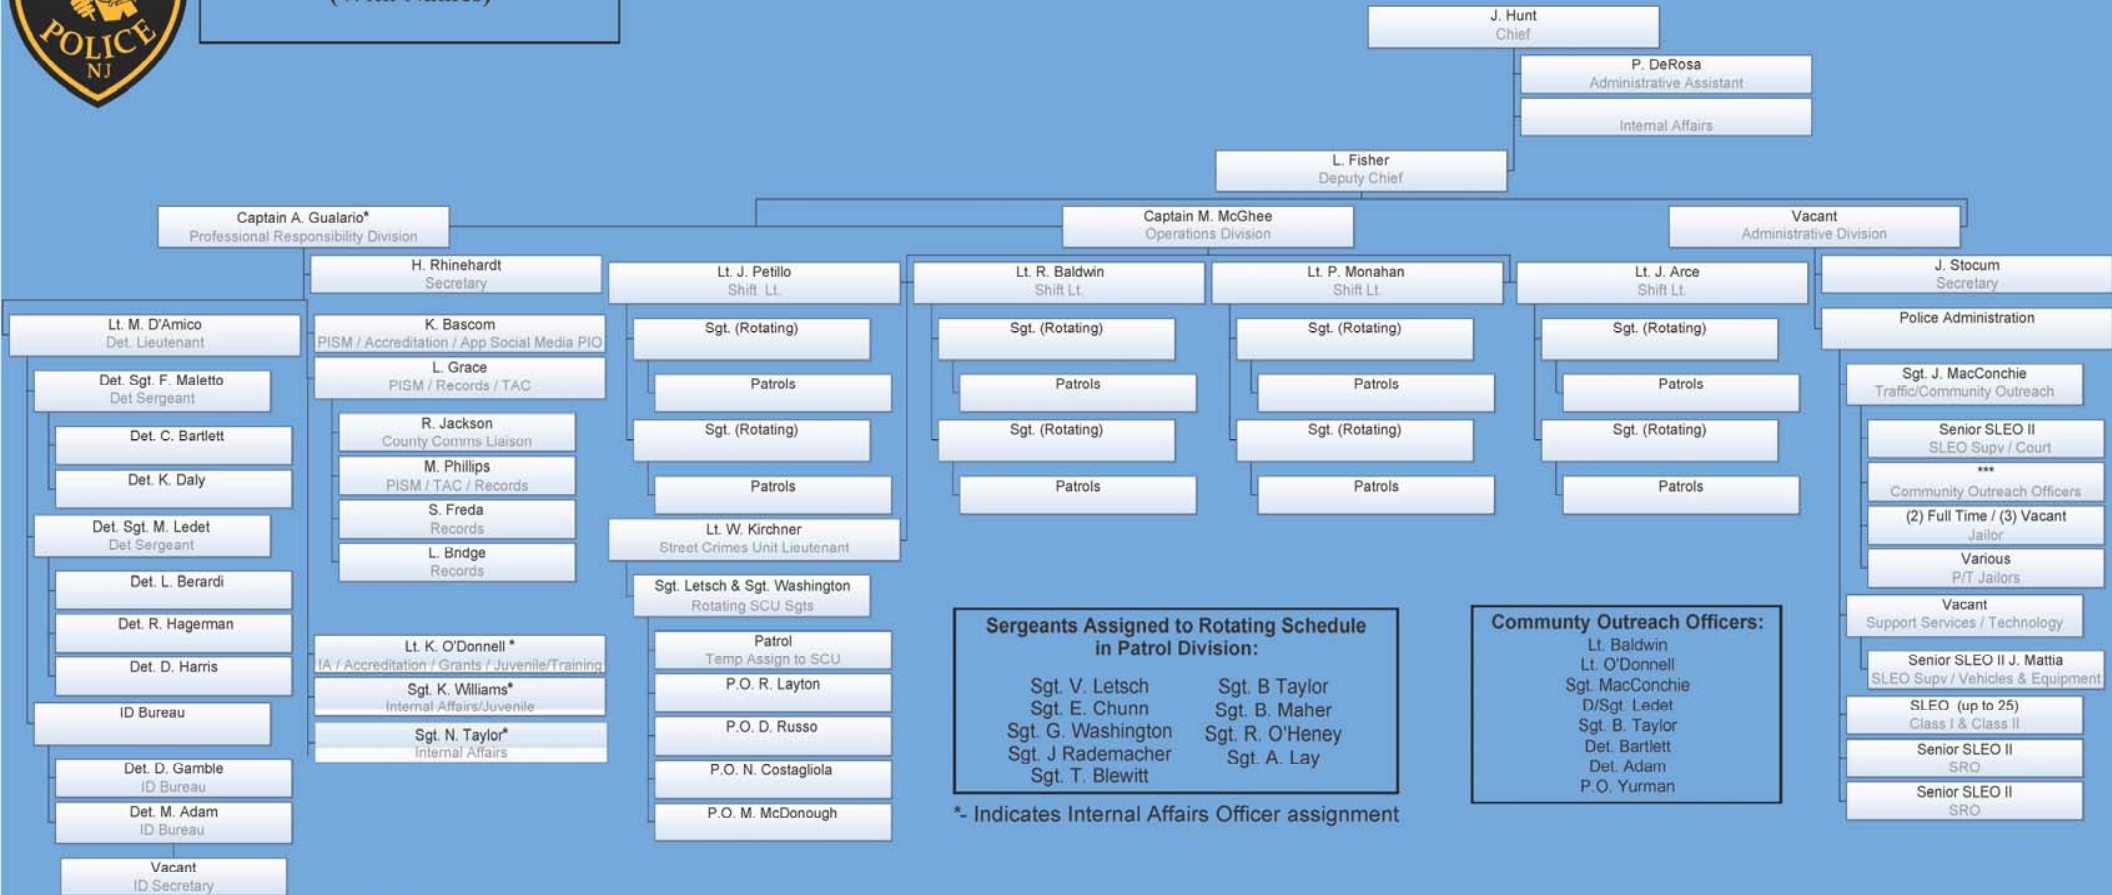 POLICE
NJ
(With Names)
J. Hunt
Chief
P. DeRosa
Administrative Assistant
Internal Affairs
L. Fisher
Deputy Chief
Captain A. Gualario*
Professional Responsibility Division
Captain M. McGhee
Operations Division
Vacant
Administrative Division
H. Rhinehardt
Secretary
Lt. M. D'Amico
Det. Lieutenant
Det. Sgt. F. Maletto
Det Sergeant
Det. C. Bartlett
Det. K. Daly
Det. Sgt. M. Ledet
Det Sergeant
Det. L. Berardi
Det. R. Hagerman
Det. D. Harris
ID Bureau
Det. D. Gamble
ID Bureau
Det. M. Adam
ID Bureau
Vacant
ID Secretary
K. Bascom
PISM / Accreditation / App Social Media PIO
L. Grace
PISM / Records / TAC
R. Jackson
County Comms Liaison
M. Phillips
PISM / TAC / Records
S. Freda
Records
L. Bridge
Records
Lt. K. O'Donnell *
IA / Accreditation / Grants / Juvenile/Training
Sgt. K. Williams*
Internal Affairs/Juvenile
Sgt. N. Taylor*
Internal Affairs
Lt. J. Petillo
Shift Lt.
Sgt. (Rotating)
Patrols
Sgt. (Rotating)
Patrols
Lt. W. Kirchner
Street Crimes Unit Lieutenant
Sgt. Letsch & Sgt. Washington
Rotating SCU Sgts
Patrol
Temp Assign to SCU
P.O. R. Layton
P.O. D. Russo
P.O. N. Costagliola
P.O. M. McDonough
Lt. R. Baldwin
Shift Lt.
Sgt. (Rotating)
Patrols
Sgt. (Rotating)
Patrols
Lt. P. Monahan
Shift Lt.
Sgt. (Rotating)
Patrols
Sgt. (Rotating)
Patrols
Lt. J. Arce
Shift Lt.
Sgt. (Rotating)
Patrols
Sgt. (Rotating)
Patrols
J. Stocum
Secretary
Police Administration
Sgt. J. MacConchie
Traffic/Community Outreach
Senior SLEO II
SLEO Supv / Court
***
Community Outreach Officers
(2) Full Time / (3) Vacant
Jailor
Various
P/T Jailors
Vacant
Support Services / Technology
Senior SLEO II J. Mattia
SLEO Supv / Vehicles & Equipment
SLEO (up to 25)
Class I & Class II
Senior SLEO II
SRO
Senior SLEO II
SRO
Sergeants Assigned to Rotating Schedule
in Patrol Division:
Sgt. V. Letsch
Sgt. E. Chunn
Sgt. G. Washington
Sgt. J Rademacher
Sgt. T. Blewitt
Sgt. B Taylor
Sgt. B. Maher
Sgt. R. O'Heney
Sgt. A. Lay
*- Indicates Internal Affairs Officer assignment
Communty Outreach Officers:
Lt. Baldwin
Lt. O'Donnell
Sgt. MacConchie
D/Sgt. Ledet
Sgt. B. Taylor
Det. Bartlett
Det. Adam
P.O. Yurman